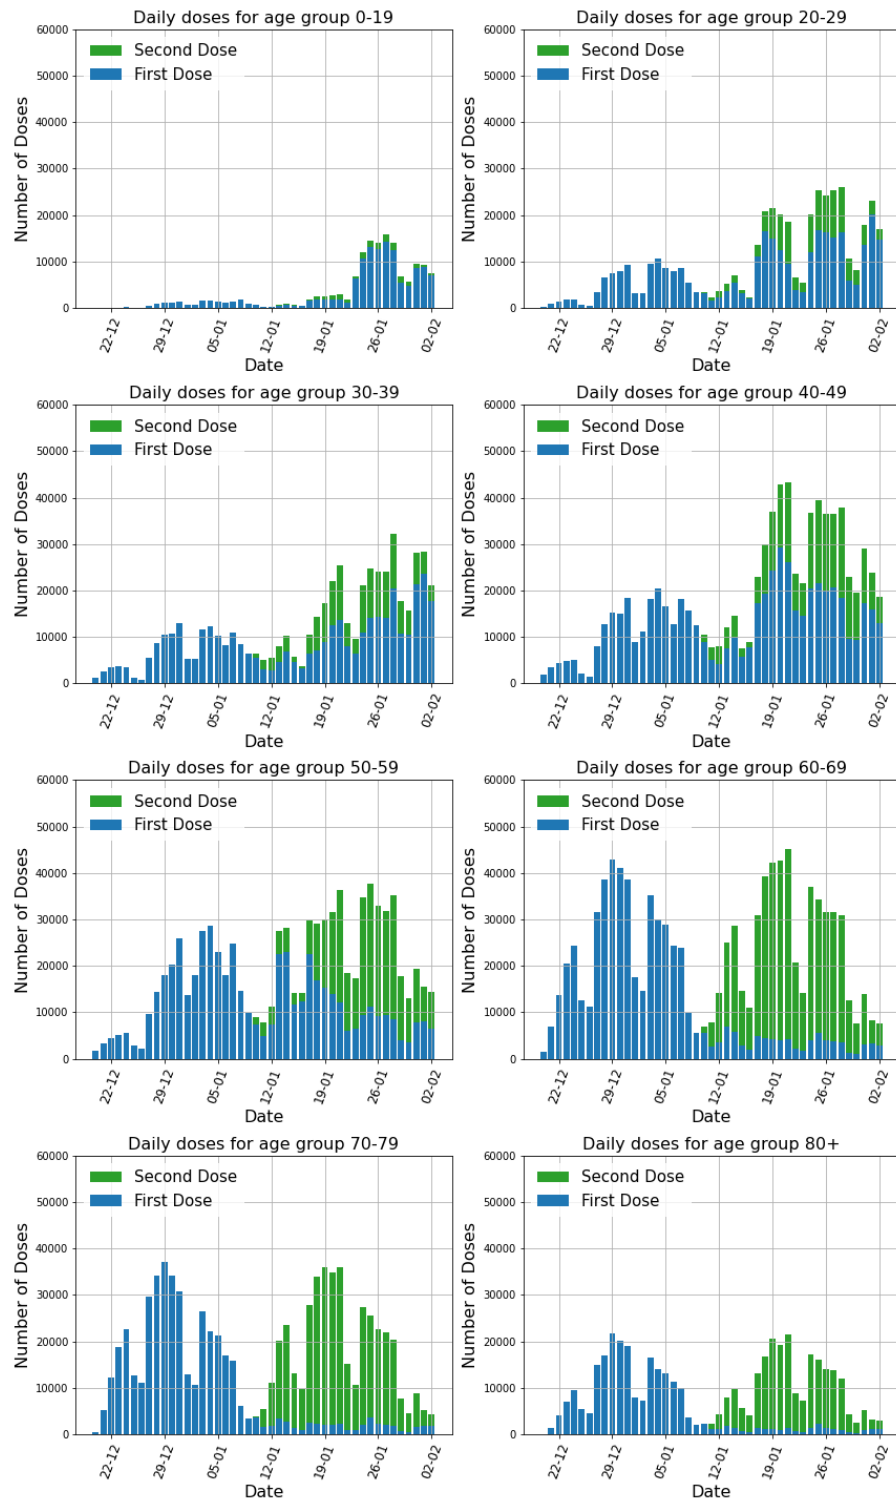 Daily doses for age group 0-19
60000
50000
40000
30000
20000
10000
0
Number of Doses
Second Dose
First Dose
22-12
29-12
05-01
12-01
19-01
26-01
02-02
Date
Daily doses for age group 20-29
60000
50000
40000
30000
20000
10000
0
Number of Doses
Second Dose
First Dose
22-12
29-12
05-01
12-01
19-01
26-01
02-02
Date
Daily doses for age group 30-39
60000
50000
40000
30000
20000
10000
0
Number of Doses
Second Dose
First Dose
22-12
29-12
05-01
12-01
19-01
26-01
02-02
Date
Daily doses for age group 40-49
60000
50000
40000
30000
20000
10000
0
Number of Doses
Second Dose
First Dose
22-12
29-12
05-01
12-01
19-01
26-01
02-02
Date
Daily doses for age group 50-59
60000
50000
40000
30000
20000
10000
0
Number of Doses
Second Dose
First Dose
22-12
29-12
05-01
12-01
19-01
26-01
02-02
Date
Daily doses for age group 60-69
60000
50000
40000
30000
20000
10000
0
Number of Doses
Second Dose
First Dose
22-12
29-12
05-01
12-01
19-01
26-01
02-02
Date
Daily doses for age group 70-79
60000
50000
40000
30000
20000
10000
0
Number of Doses
Second Dose
First Dose
22-12
29-12
05-01
12-01
19-01
26-01
02-02
Date
Daily doses for age group 80+
60000
50000
40000
30000
20000
10000
0
Number of Doses
Second Dose
First Dose
22-12
29-12
05-01
12-01
19-01
26-01
02-02
Date